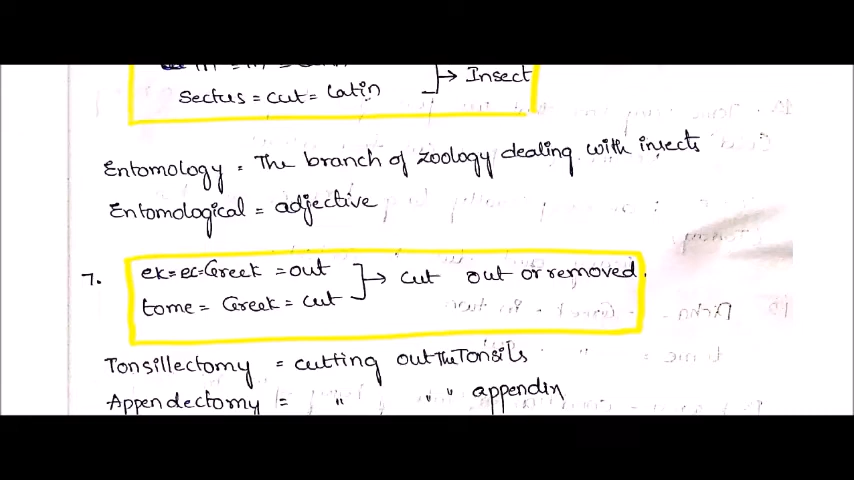 Sectus = cut = Latin
→ Insect
Entomology = The branch of zoology dealing with insects
Entomological = adjective
7. ek = ec = Greek = out
tome = Greek = cut
→ cut out or removed.
Tonsillectomy = cutting out The Tonsils
Appendectomy = " " " appendix